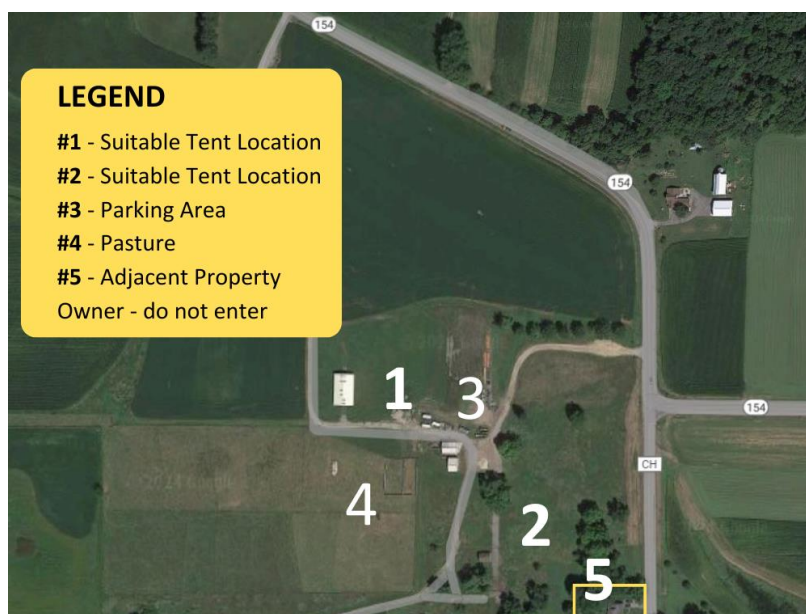 154
LEGEND
#1 - Suitable Tent Location
#2 - Suitable Tent Location
#3 - Parking Area
#4 - Pasture
#5 - Adjacent Property
Owner - do not enter
154
1
3
154
4
CH
2
5